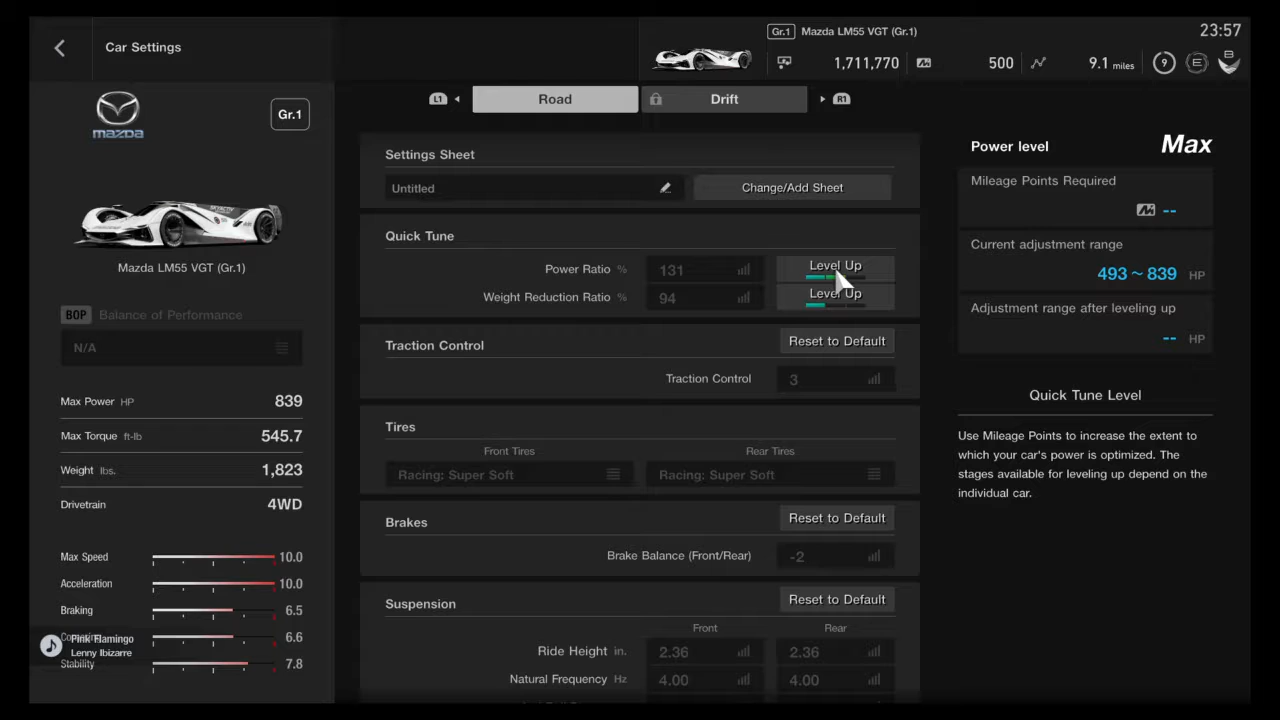 Car Settings
Gr.1 Mazda LM55 VGT (Gr.1)
23:57
1,711,770
500
9.1 miles
9
E
B
mazda
Gr.1
Mazda LM55 VGT (Gr.1)
BOP Balance of Performance
N/A
Max Power HP 839
Max Torque ft-lb 545.7
Weight lbs. 1,823
Drivetrain 4WD
Max Speed 10.0
Acceleration 10.0
Braking 6.5
6.6
Stability 7.8
Pink Flamingo
Lenny Ibizarre
L1 Road Drift R1
Settings Sheet
Untitled Change/Add Sheet
Quick Tune
Power Ratio % 131 Level Up
Weight Reduction Ratio % 94 Level Up
Traction Control Reset to Default
Traction Control 3
Tires
Front Tires Rear Tires
Racing: Super Soft Racing: Super Soft
Brakes Reset to Default
Brake Balance (Front/Rear) -2
Suspension Reset to Default
Front Rear
Ride Height in. 2.36 2.36
Natural Frequency Hz 4.00 4.00
Power level Max
Mileage Points Required
--
Current adjustment range
493 ~ 839 HP
Adjustment range after leveling up
-- HP
Quick Tune Level
Use Mileage Points to increase the extent to
which your car's power is optimized. The
stages available for leveling up depend on the
individual car.